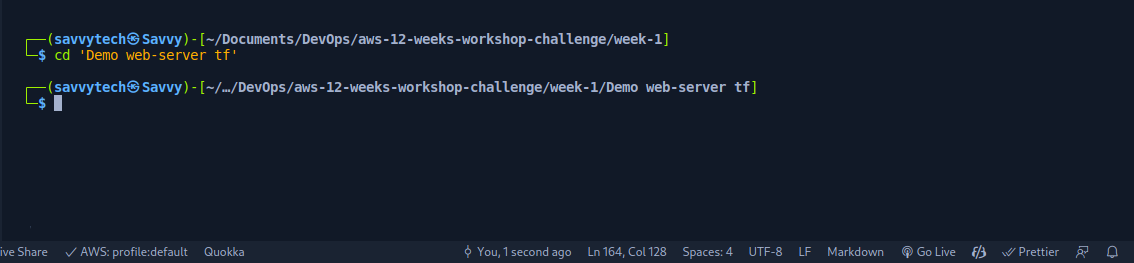 (savvytech㉿Savvy)-[~/Documents/DevOps/aws-12-weeks-workshop-challenge/week-1]
$ cd 'Demo web-server tf'
(savvytech㉿Savvy)-[~/…/DevOps/aws-12-weeks-workshop-challenge/week-1/Demo web-server tf]
$
ive Share AWS: profile:default Quokka You, 1 second ago Ln 164, Col 128 Spaces: 4 UTF-8 LF Markdown Go Live Prettier